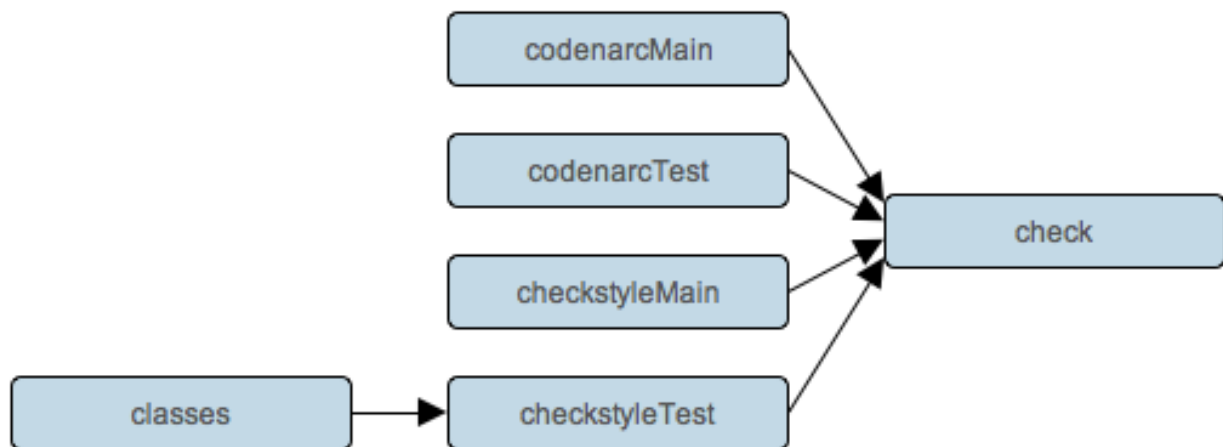 codenarcMain
codenarcTest
check
checkstyleMain
classes
checkstyleTest